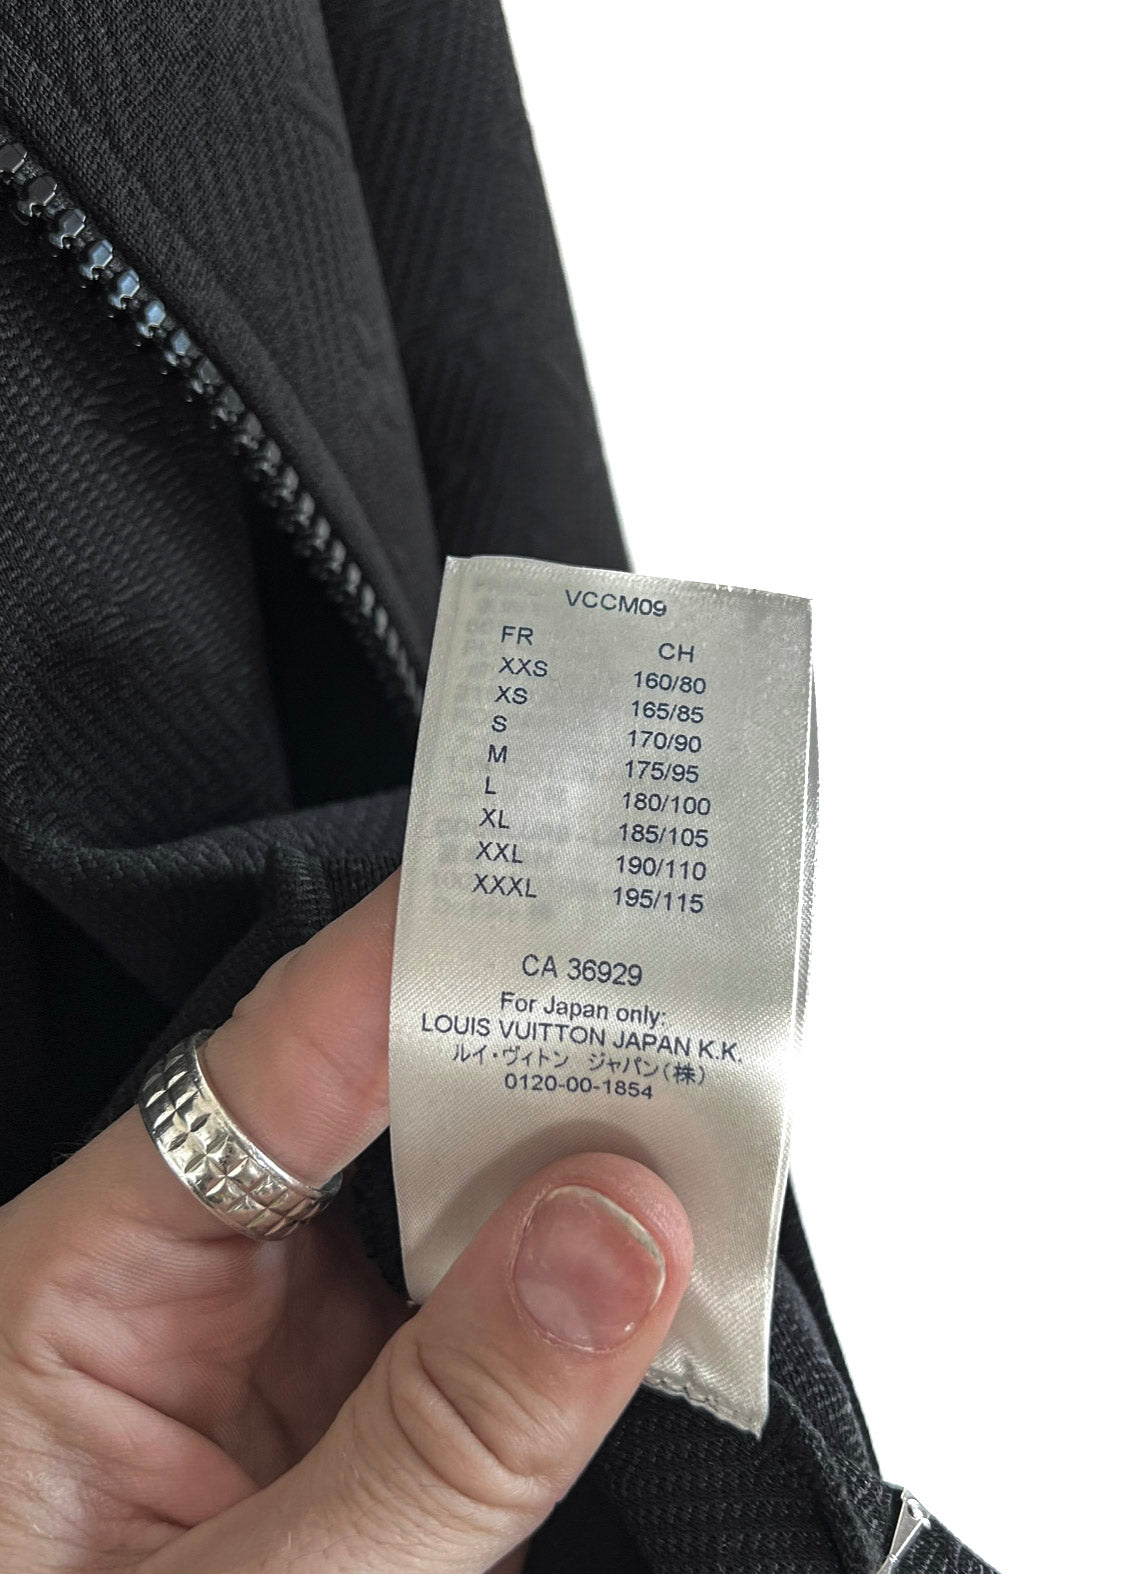 VCCM09
FR CH
XXS 160/80
XS 165/85
S 170/90
M 175/95
L 180/100
XL 185/105
XXL 190/110
XXXL 195/115
CA 36929
For Japan only:
LOUIS VUITTON JAPAN K.K.
ルイ・ヴィトン ジャパン(株)
0120-00-1854